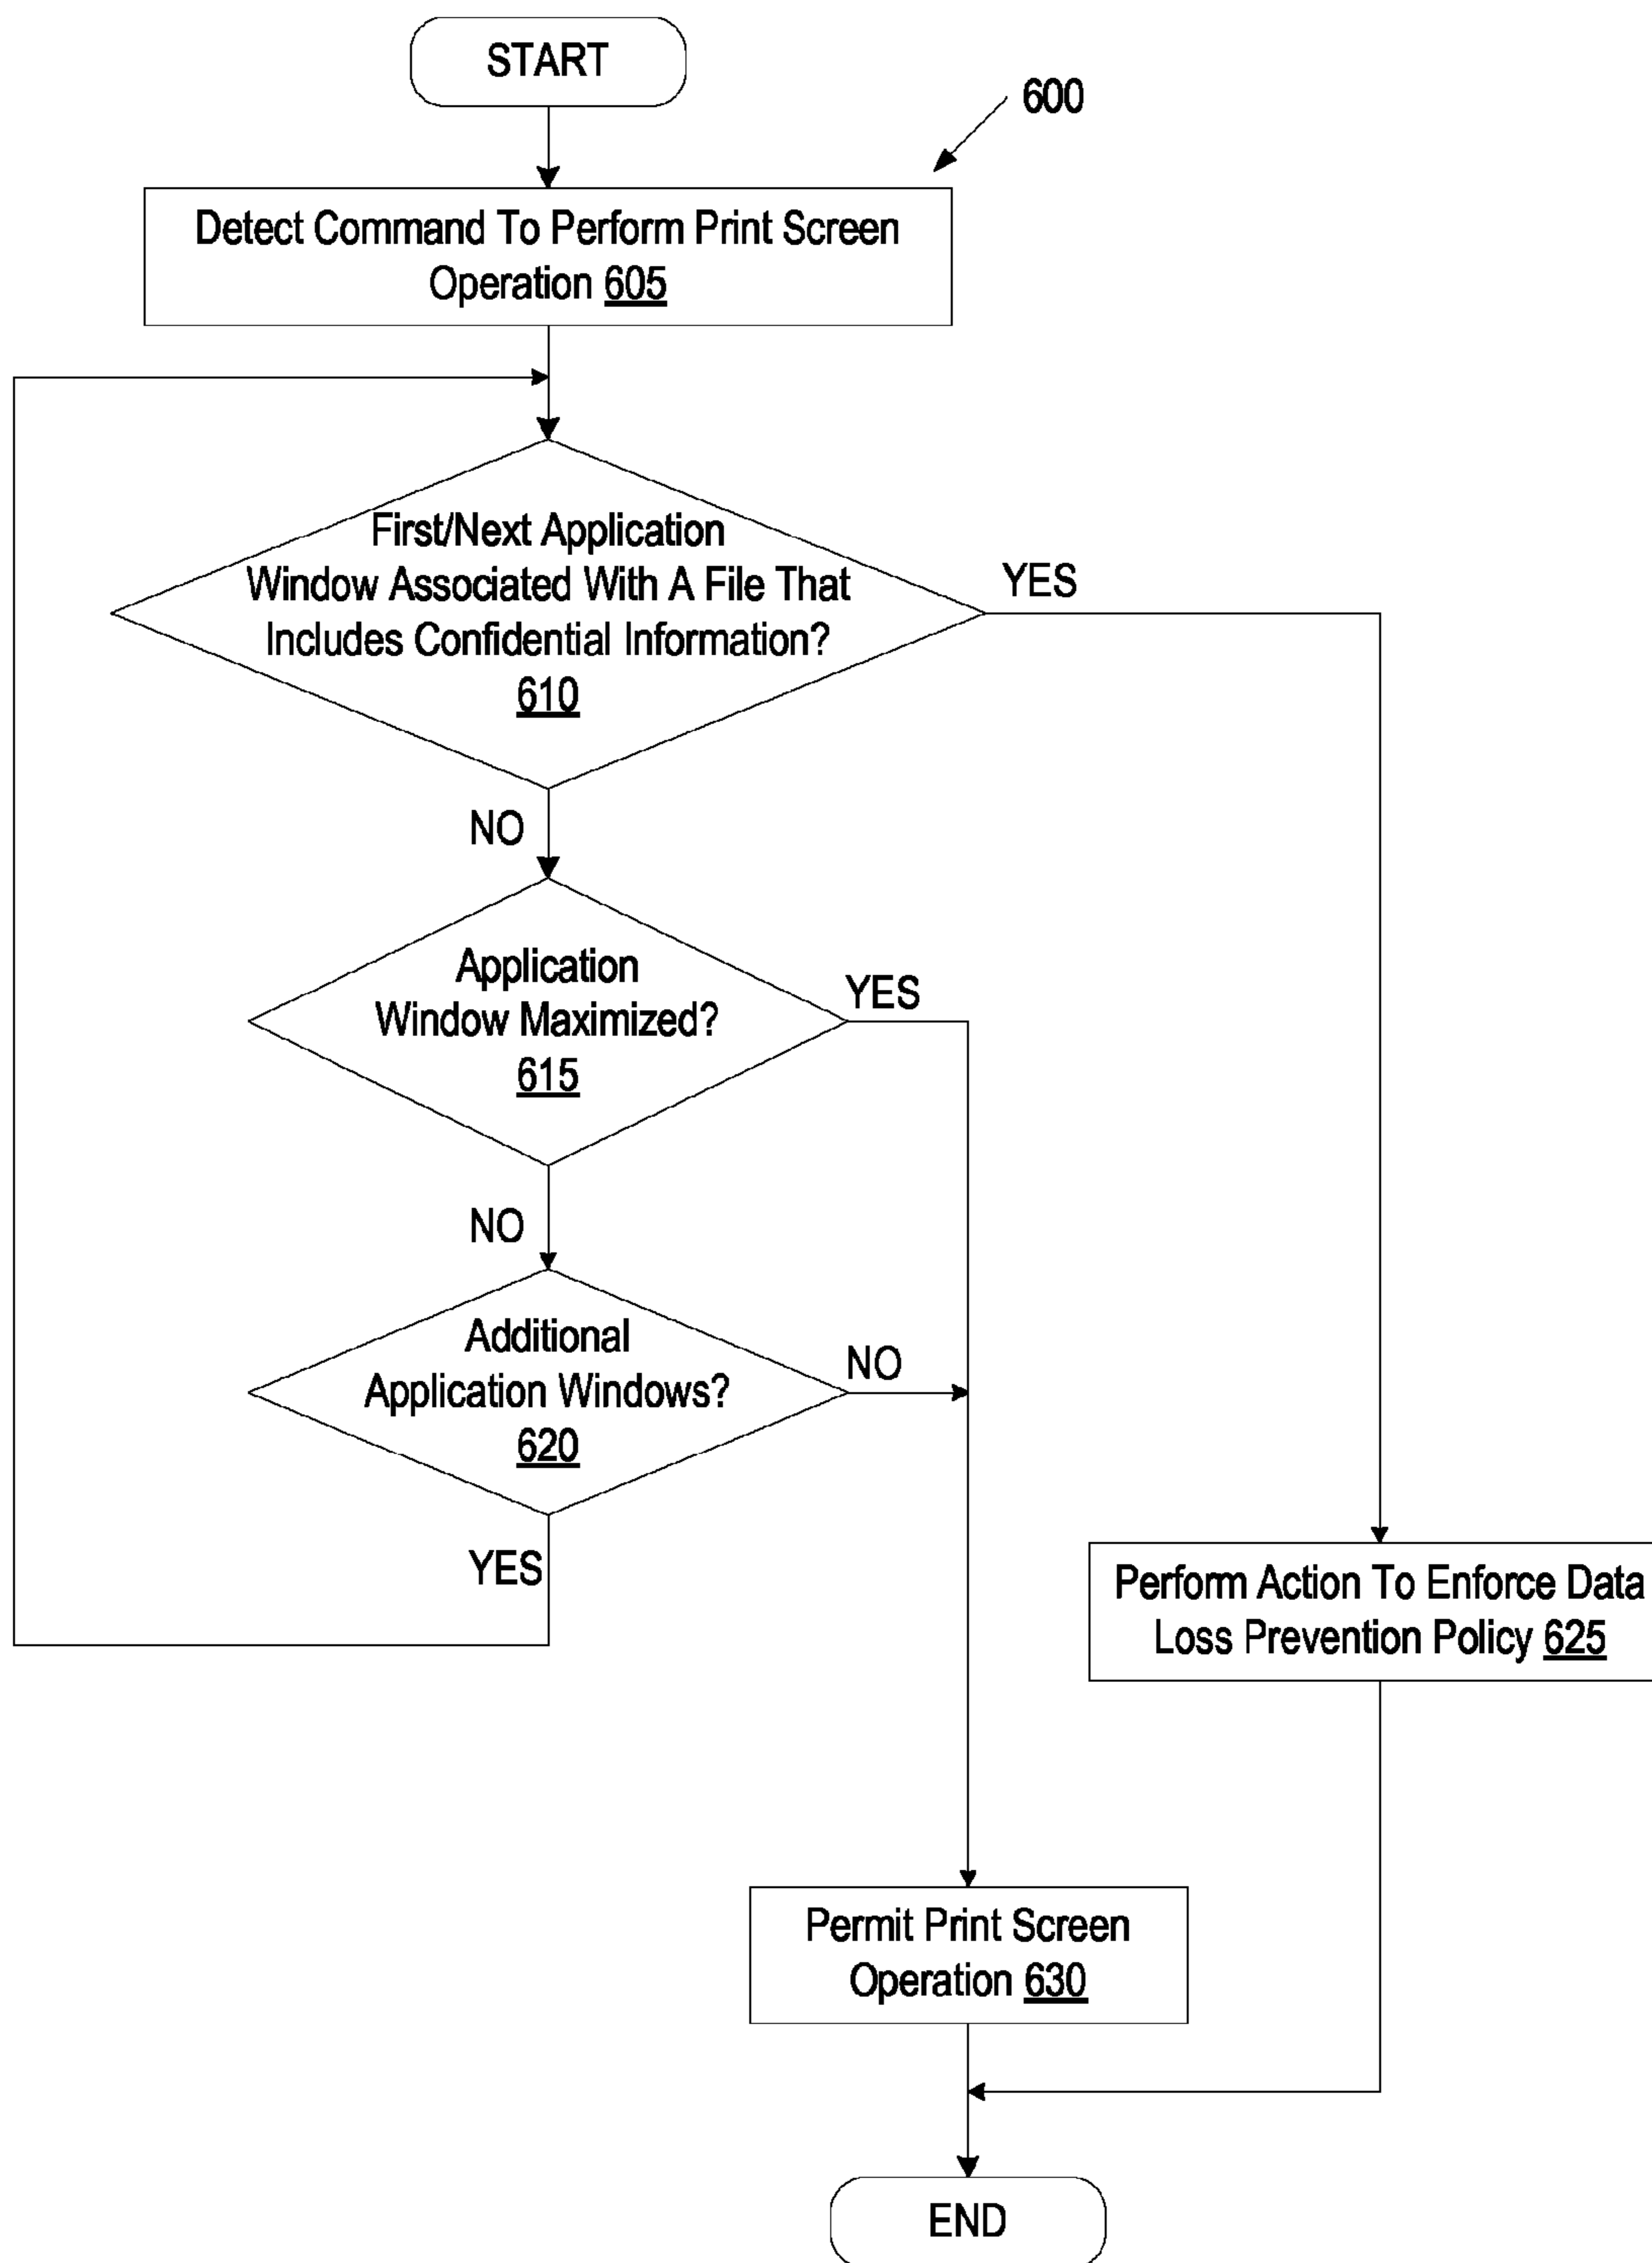 START
600
Detect Command To Perform Print Screen
Operation 605
First/Next Application
Window Associated With A File That
Includes Confidential Information?
610
YES
NO
Application
Window Maximized?
615
YES
NO
Additional
Application Windows?
620
NO
YES
Perform Action To Enforce Data
Loss Prevention Policy 625
Permit Print Screen
Operation 630
END